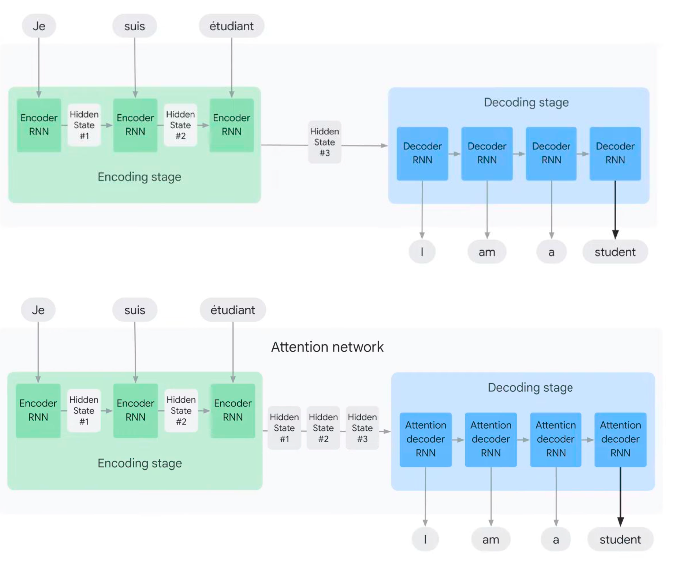 Je suis étudiant
Decoding stage
Encoder RNN
Hidden State #1
Encoder RNN
Hidden State #2
Encoder RNN
Hidden State #3
Decoder RNN
Decoder RNN
Decoder RNN
Decoder RNN
Encoding stage
I am a student
Je suis étudiant
Attention network
Decoding stage
Encoder RNN
Hidden State #1
Encoder RNN
Hidden State #2
Encoder RNN
Hidden State #1
Hidden State #2
Hidden State #3
Attention decoder RNN
Attention decoder RNN
Attention decoder RNN
Attention decoder RNN
Encoding stage
I am a student